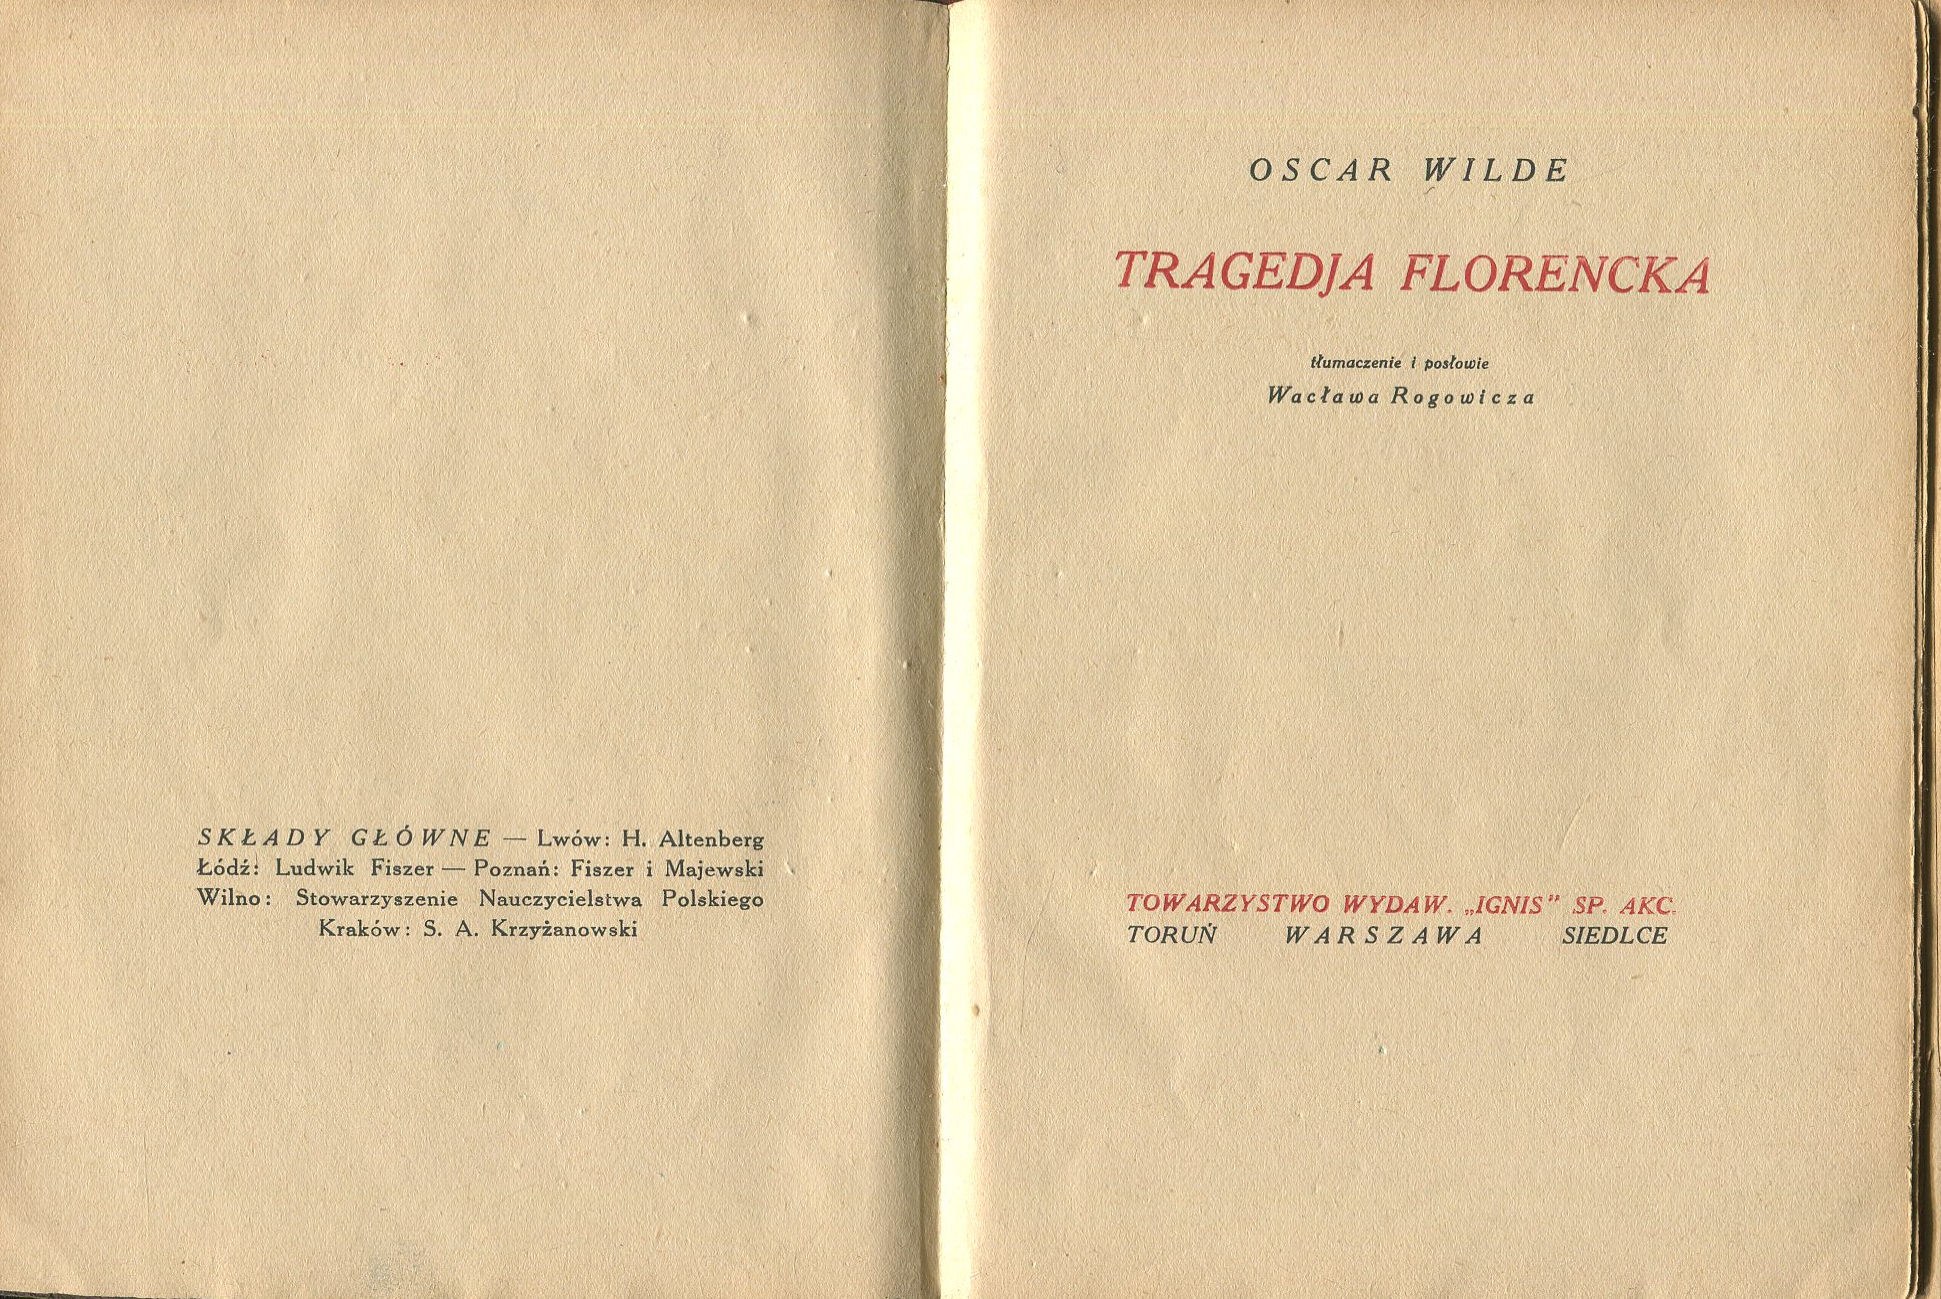 SKŁADY GŁÓWNE — Lwów: H. Altenberg
Łódź: Ludwik Fiszer — Poznań: Fiszer i Majewski
Wilno: Stowarzyszenie Nauczycielstwa Polskiego
Kraków: S. A. Krzyżanowski
OSCAR WILDE
TRAGEDJA FLORENCKA
tłumaczenie i posłowie
Wacława Rogowicza
TOWARZYSTWO WYDAW. „IGNIS” SP. AKC.
TORUŃ WARSZAWA SIEDLCE